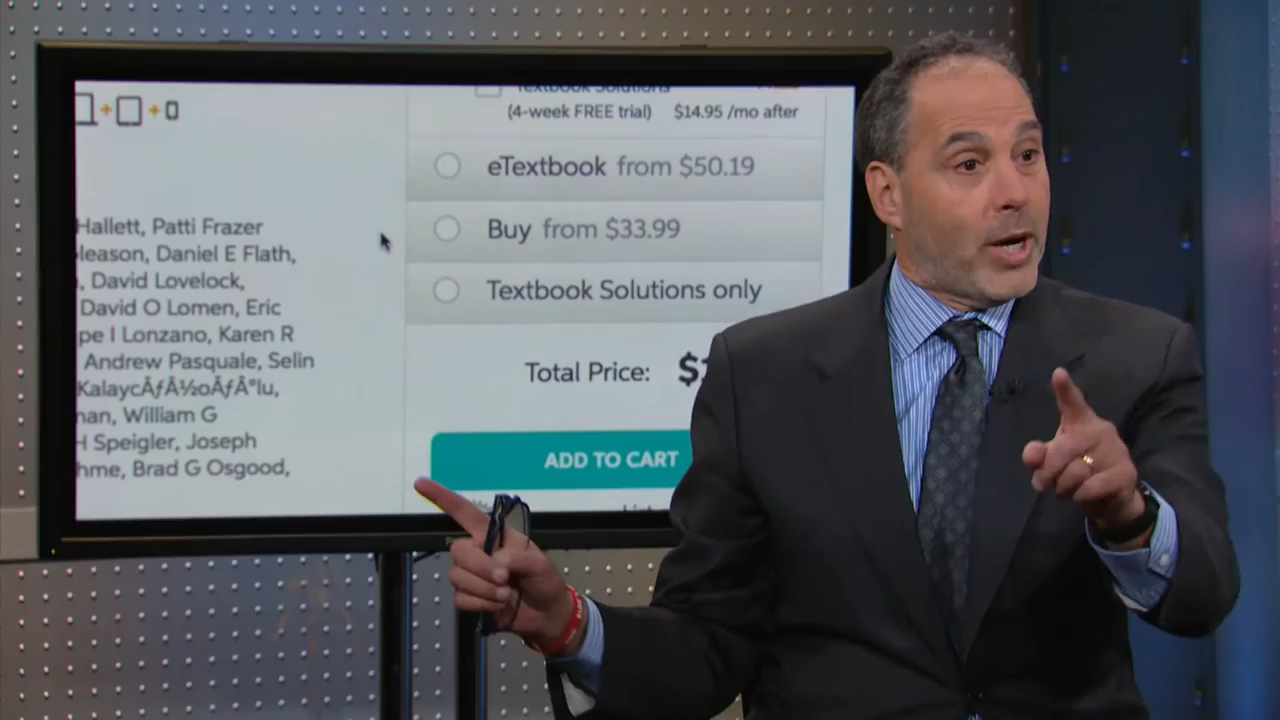 Textbook Solutions
(4-week FREE trial) $14.95 /mo after
eTextbook from $50.19
Buy from $33.99
Textbook Solutions only
Total Price: $
ADD TO CART
Hallett, Patti Frazer
leason, Daniel E Flath,
, David Lovelock,
David O Lomen, Eric
pe I Lonzano, Karen R
Andrew Pasquale, Selin
KalaycÃƒÂ½oÃƒÂºlu,
nan, William G
H Speigler, Joseph
hme, Brad G Osgood,